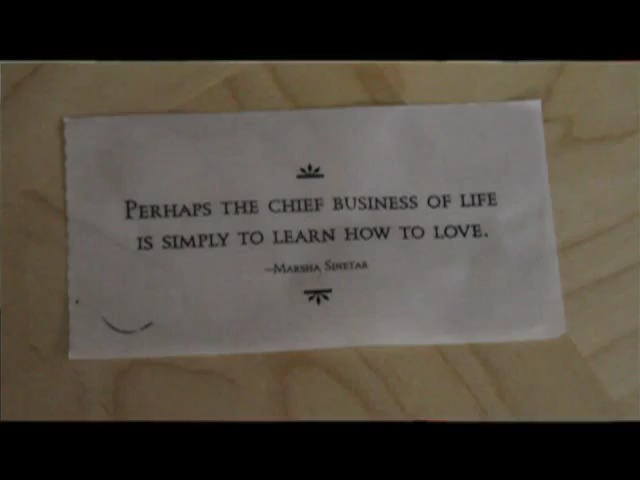 PERHAPS THE CHIEF BUSINESS OF LIFE
IS SIMPLY TO LEARN HOW TO LOVE.
–MARSHA SINETAR